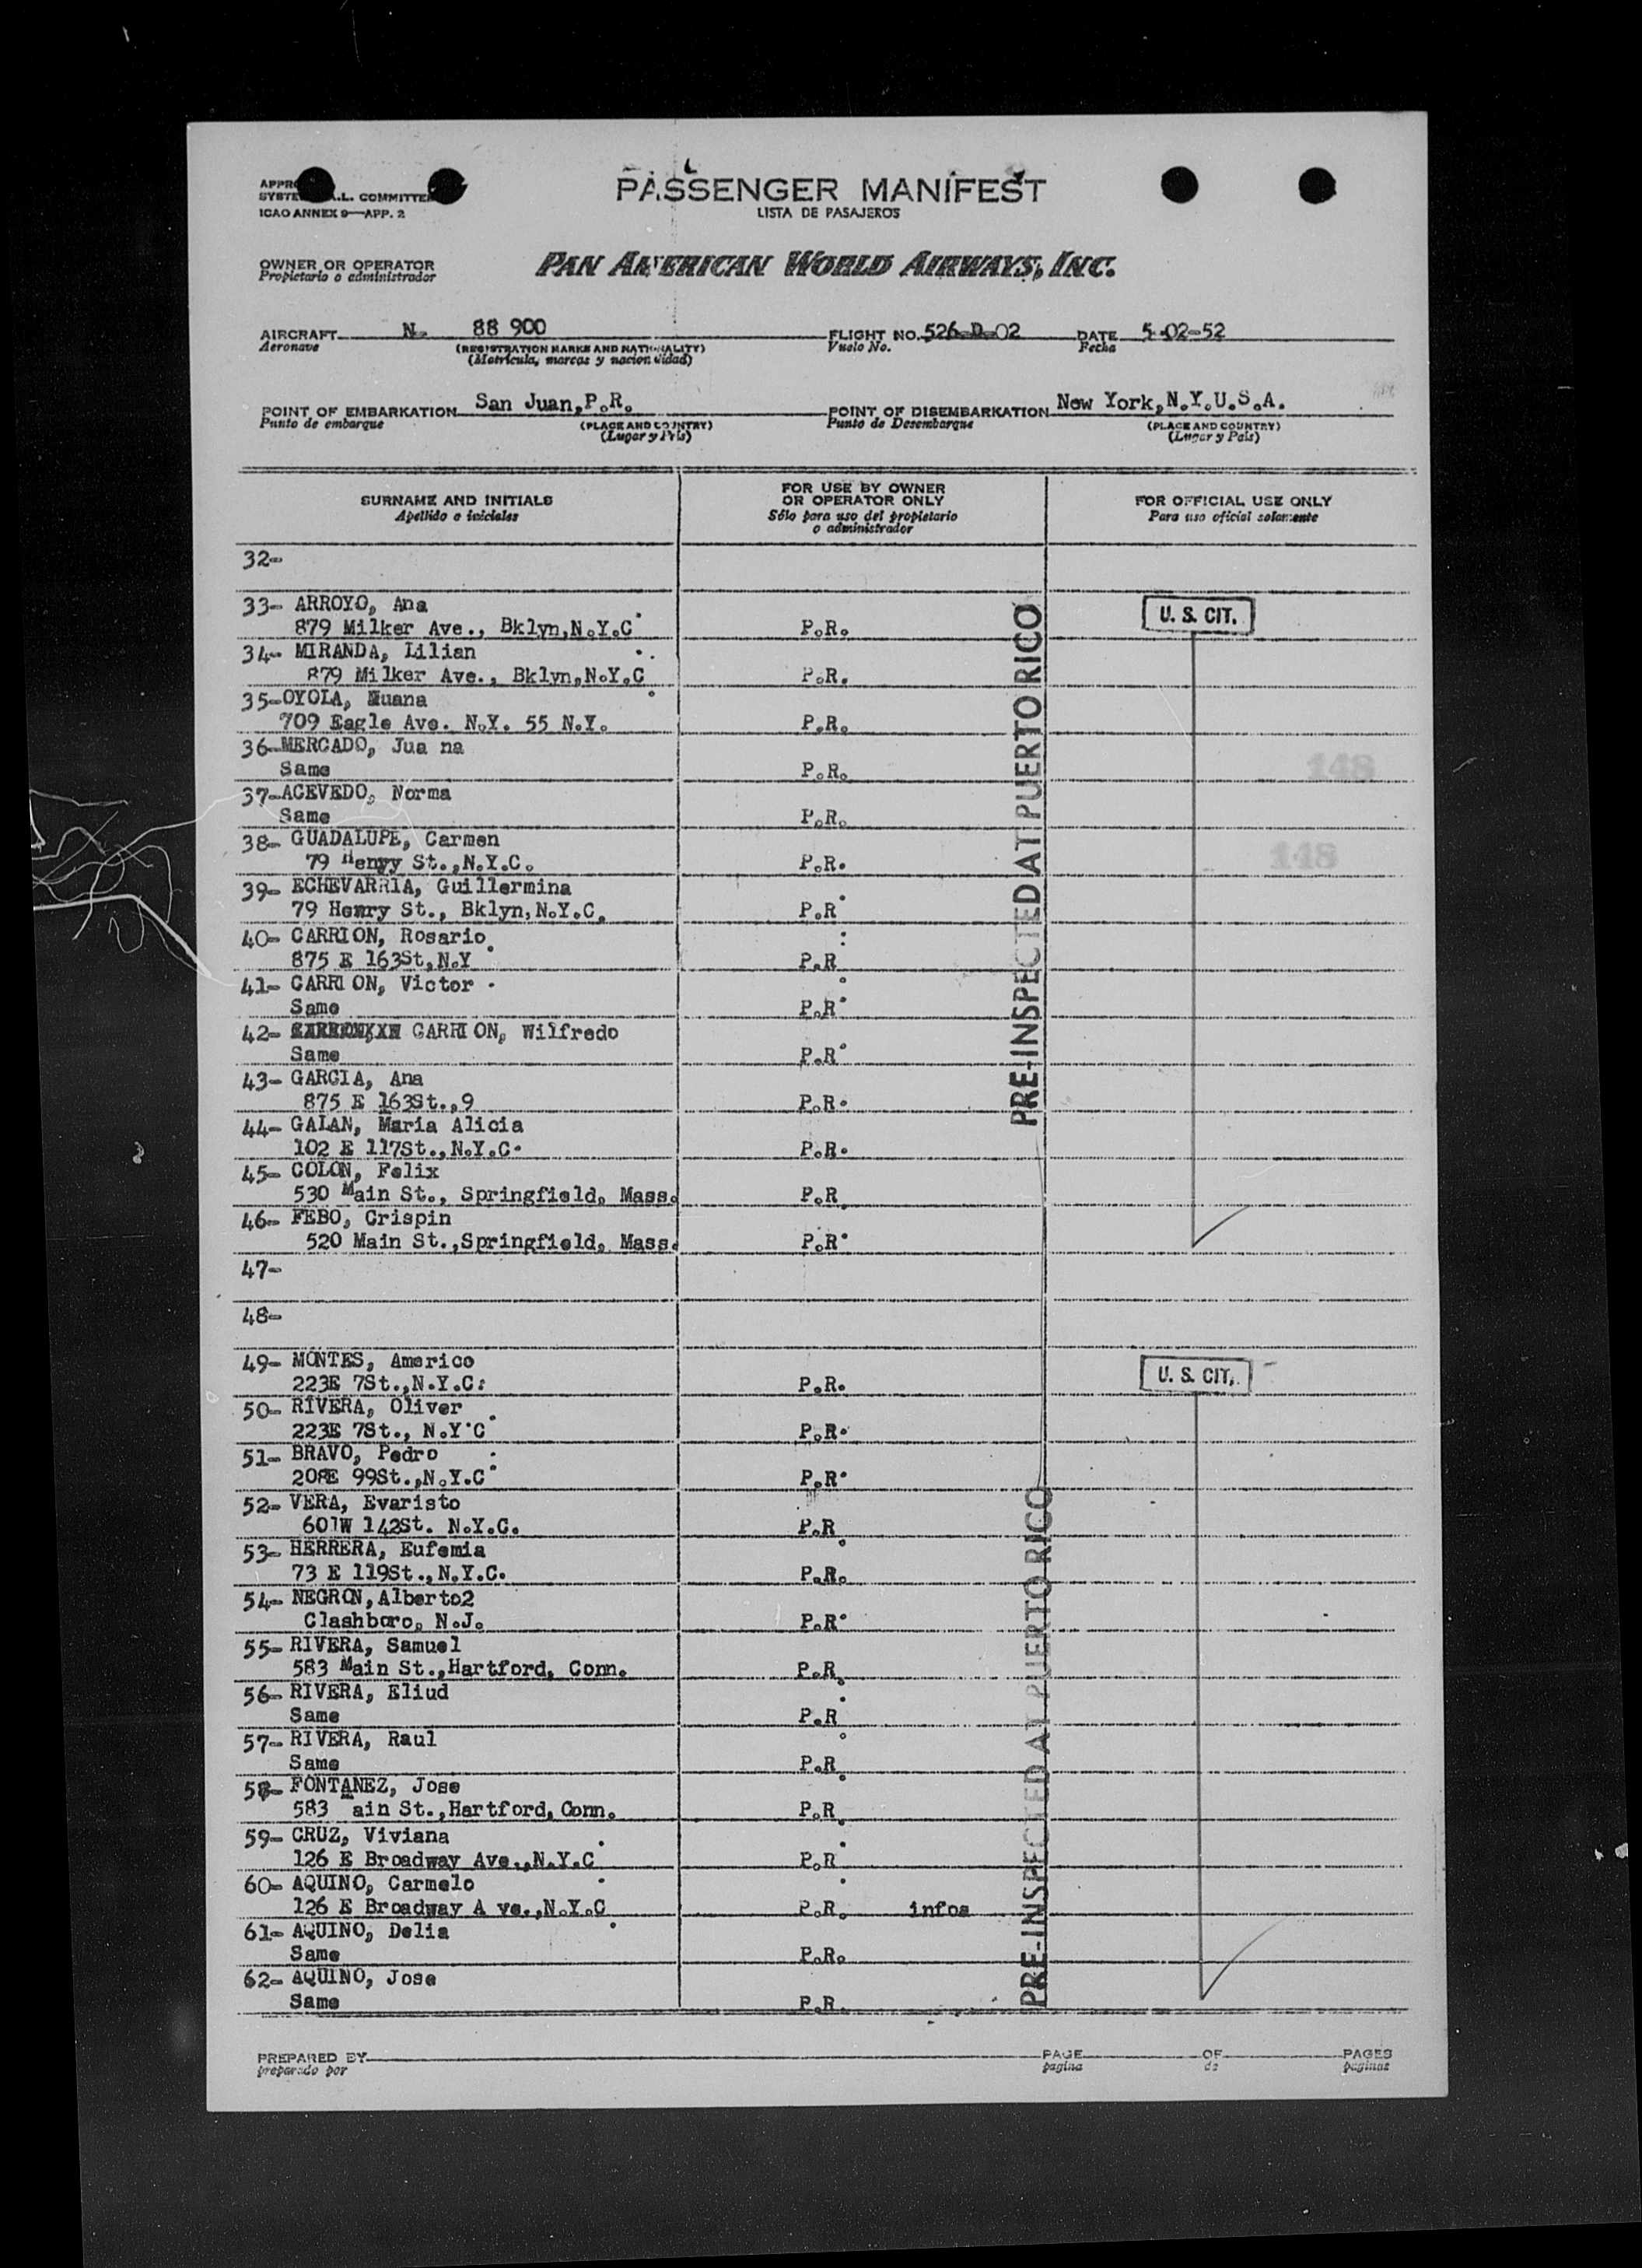 PASSENGER MANIFEST
LISTA DE PASAJEROS
ICAO ANNEX 9—APP. 2
OWNER OR OPERATOR
Propietario o administrador
PAN AMERICAN WORLD AIRWAYS, INC.
AIRCRAFT N- 88 900 FLIGHT NO. 526-D-02 DATE 5-02-52
Aeronave (REGISTRATION MARKS AND NATIONALITY) Vuelo No. Fecha
(Matrícula, marcas y nacionalidad)
POINT OF EMBARKATION San Juan,P.R. POINT OF DISEMBARKATION New York,N.Y.U.S.A.
Punto de embarque (PLACE AND COUNTRY) Punto de Desembarque (PLACE AND COUNTRY)
(Lugar y País) (Lugar y País)
SURNAME AND INITIALS FOR USE BY OWNER OR OPERATOR ONLY FOR OFFICIAL USE ONLY
Apellido e iniciales Sólo para uso del propietario o administrador Para uso oficial solamente
32-
33- ARROYO, Ana U. S. CIT.
879 Milker Ave., Bklyn,N.Y.C. P.R.
34- MIRANDA, Lilian
879 Milker Ave., Bklyn,N.Y.C. P.R.
35-OYOLA, Nuana
709 Eagle Ave. N.Y. 55 N.Y. P.R.
36-MERCADO, Jua na
Same P.R.
148
37-ACEVEDO, Norma
Same P.R.
38- GUADALUPE, Carmen
79 Henyy St.,N.Y.C. P.R.
148
39- ECHEVARRIA, Guillermina
79 Henry St., Bklyn,N.Y.C. P.R.
40- CARRION, Rosario
875 E 163St,N.Y. P.R.
41- CARRION, Victor
Same P.R.
42- CARRION, Wilfredo
Same P.R.
43- GARCIA, Ana
875 E 163St.,9 P.R.
44- GALAN, Maria Alicia
102 E 117St.,N.Y.C. P.R.
45- COLON, Felix
530 Main St., Springfield, Mass. P.R.
46- FEBO, Crispin
520 Main St.,Springfield, Mass. P.R.
PRE-INSPECTED AT PUERTO RICO
47-
48-
49- MONTES, Americo U. S. CIT.
223E 7St.,N.Y.C. P.R.
50- RIVERA, Oliver
223E 7St., N.Y.C. P.R.
51- BRAVO, Pedro
208E 99St.,N.Y.C. P.R.
52- VERA, Evaristo
601W 142St. N.Y.C. P.R.
53- HERRERA, Eufemia
73 E 119St.,N.Y.C. P.R.
54- NEGRON,Alberto2
Clashboro, N.J. P.R.
55- RIVERA, Samuel
583 Main St.,Hartford, Conn. P.R.
56- RIVERA, Eliud
Same P.R.
57- RIVERA, Raul
Same P.R.
58- FONTANEZ, Jose
583 ain St.,Hartford, Conn. P.R.
59- CRUZ, Viviana
126 E Broadway Ave.,N.Y.C. P.R.
60- AQUINO, Carmelo
126 E Broadway A ve.,N.Y.C. P.R. infos
61- AQUINO, Delia
Same P.R.
62- AQUINO, Jose
Same P.R.
PRE-INSPECTED AT PUERTO RICO
PREPARED BY PAGE OF PAGES
preparado por página de páginas